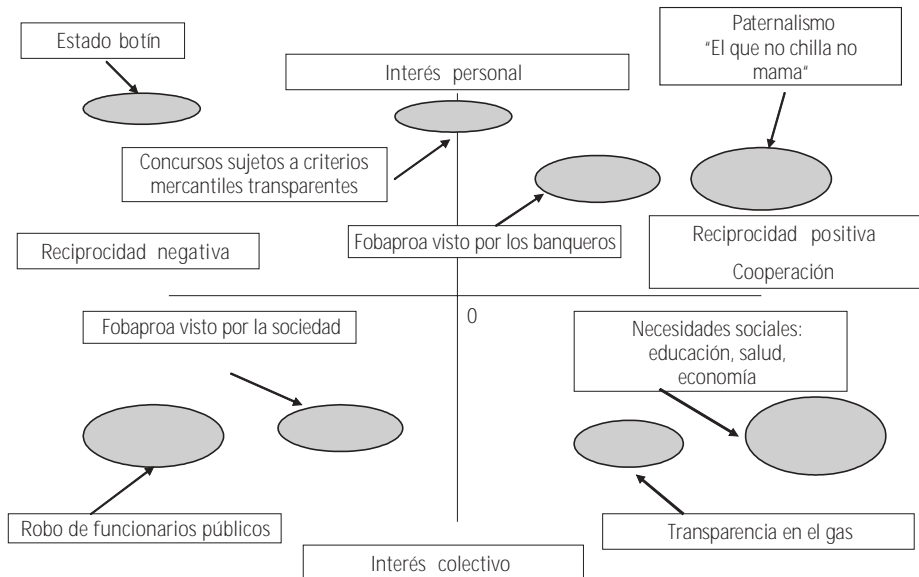 Estado botín
Paternalismo
"El que no chilla no
mama"
Interés personal
Concursos sujetos a criterios
mercantiles transparentes
Fobaproa visto por los banqueros
Reciprocidad negativa
Reciprocidad positiva
Cooperación
0
Fobaproa visto por la sociedad
Necesidades sociales:
educación, salud,
economía
Robo de funcionarios públicos
Transparencia en el gas
Interés colectivo